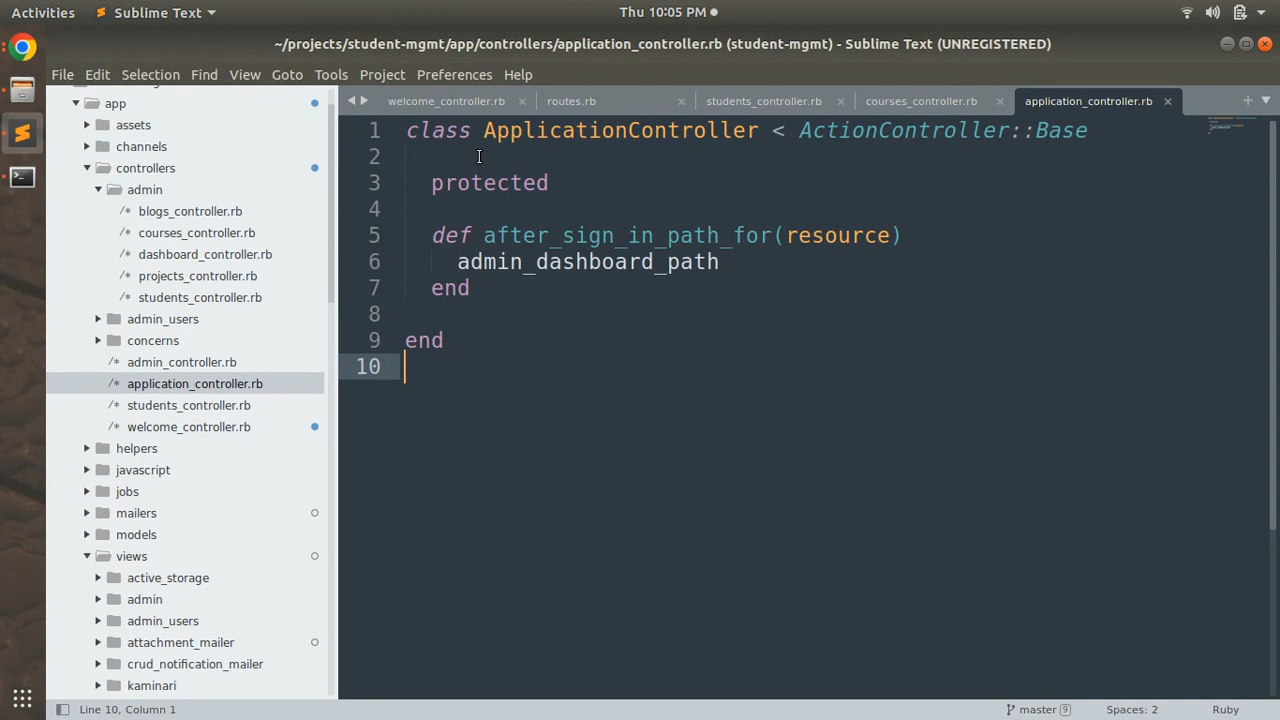 Activities
Sublime Text
Thu 10:05 PM
~/projects/student-mgmt/app/controllers/application_controller.rb (student-mgmt) - Sublime Text (UNREGISTERED)
File Edit Selection Find View Goto Tools Project Preferences Help
app
assets
channels
controllers
admin
/* blogs_controller.rb
/* courses_controller.rb
/* dashboard_controller.rb
/* projects_controller.rb
/* students_controller.rb
admin_users
concerns
/* admin_controller.rb
/* application_controller.rb
/* students_controller.rb
/* welcome_controller.rb
helpers
javascript
jobs
mailers
models
views
active_storage
admin
admin_users
attachment_mailer
crud_notification_mailer
kaminari
welcome_controller.rb × routes.rb × students_controller.rb × courses_controller.rb × application_controller.rb ×
1 class ApplicationController < ActionController::Base
2
3 protected
4
5 def after_sign_in_path_for(resource)
6 admin_dashboard_path
7 end
8
9 end
10
Line 10, Column 1
master 9
Spaces: 2
Ruby